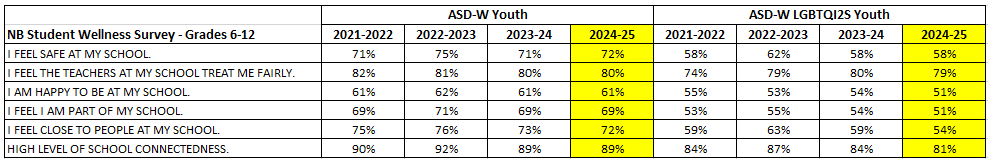 ASD-W Youth ASD-W LGBTQI2S Youth
NB Student Wellness Survey - Grades 6-12 2021-2022 2022-2023 2023-24 2024-25 2021-2022 2022-2023 2023-24 2024-25
I FEEL SAFE AT MY SCHOOL. 71% 75% 71% 72% 58% 62% 58% 58%
I FEEL THE TEACHERS AT MY SCHOOL TREAT ME FAIRLY. 82% 81% 80% 80% 74% 79% 80% 79%
I AM HAPPY TO BE AT MY SCHOOL. 61% 62% 61% 61% 55% 53% 54% 51%
I FEEL I AM PART OF MY SCHOOL. 69% 71% 69% 69% 53% 55% 54% 51%
I FEEL CLOSE TO PEOPLE AT MY SCHOOL. 75% 76% 73% 72% 59% 63% 59% 54%
HIGH LEVEL OF SCHOOL CONNECTEDNESS. 90% 92% 89% 89% 84% 87% 84% 81%